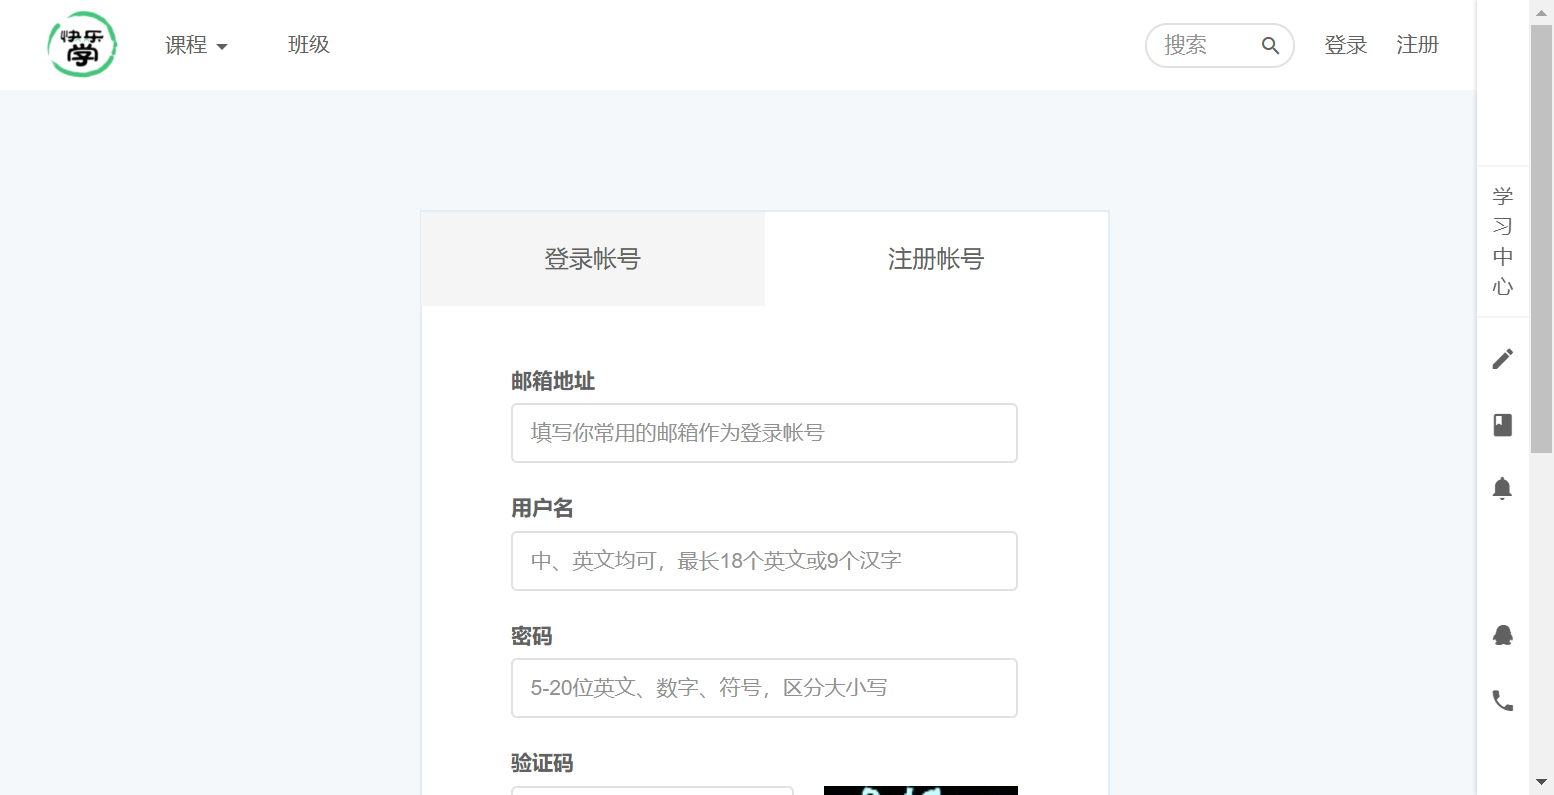 快乐
学
课程
班级
搜索
登录
注册
学
习
中
心
登录帐号
注册帐号
邮箱地址
填写你常用的邮箱作为登录帐号
用户名
中、英文均可，最长18个英文或9个汉字
密码
5-20位英文、数字、符号，区分大小写
验证码